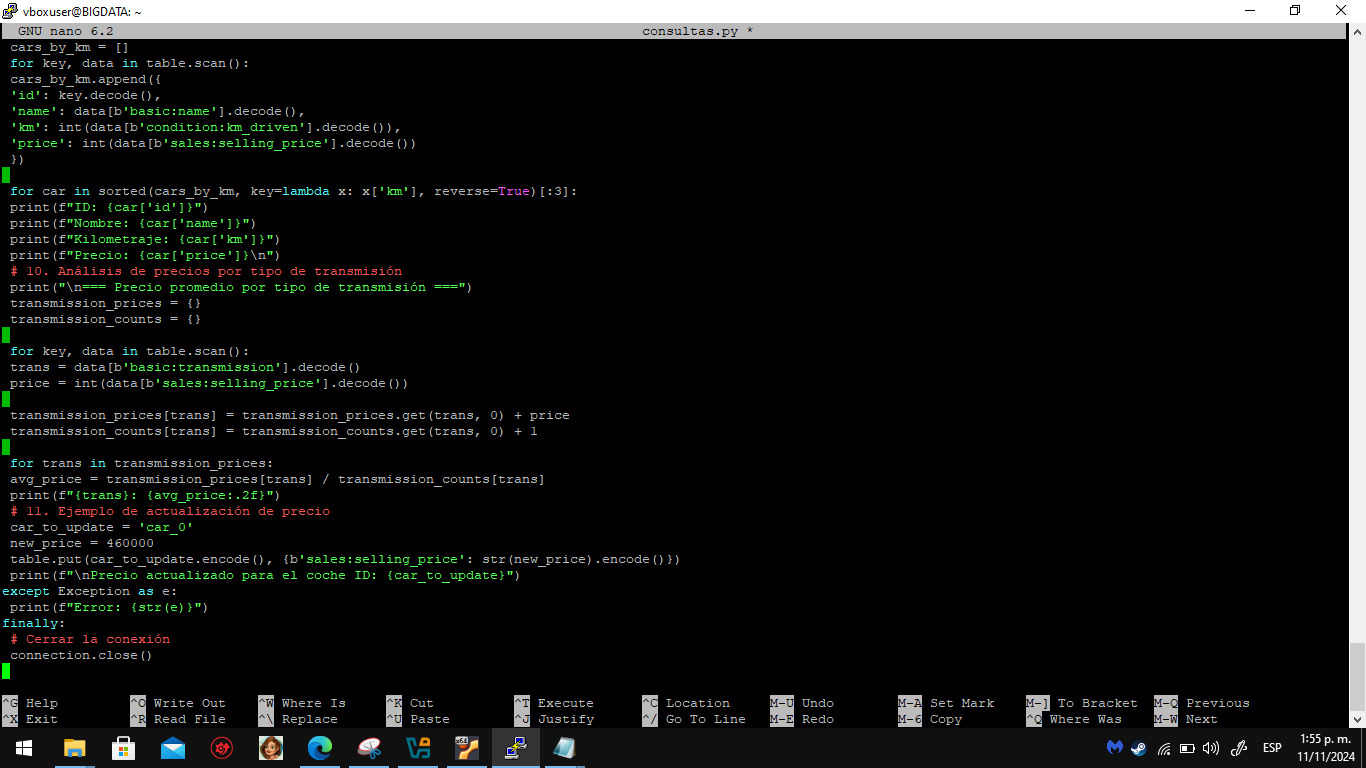 vboxuser@BIGDATA: ~
GNU nano 6.2 consultas.py *
cars_by_km = []
for key, data in table.scan():
cars_by_km.append({
'id': key.decode(),
'name': data[b'basic:name'].decode(),
'km': int(data[b'condition:km_driven'].decode()),
'price': int(data[b'sales:selling_price'].decode())
})
for car in sorted(cars_by_km, key=lambda x: x['km'], reverse=True)[:3]:
print(f"ID: {car['id']}")
print(f"Nombre: {car['name']}")
print(f"Kilometraje: {car['km']}")
print(f"Precio: {car['price']}\n")
# 10. Análisis de precios por tipo de transmisión
print("\n=== Precio promedio por tipo de transmisión ===")
transmission_prices = {}
transmission_counts = {}
for key, data in table.scan():
trans = data[b'basic:transmission'].decode()
price = int(data[b'sales:selling_price'].decode())
transmission_prices[trans] = transmission_prices.get(trans, 0) + price
transmission_counts[trans] = transmission_counts.get(trans, 0) + 1
for trans in transmission_prices:
avg_price = transmission_prices[trans] / transmission_counts[trans]
print(f"{trans}: {avg_price:.2f}")
# 11. Ejemplo de actualización de precio
car_to_update = 'car_0'
new_price = 460000
table.put(car_to_update.encode(), {b'sales:selling_price': str(new_price).encode()})
print(f"\nPrecio actualizado para el coche ID: {car_to_update}")
except Exception as e:
print(f"Error: {str(e)}")
finally:
# Cerrar la conexión
connection.close()
^G Help ^O Write Out ^W Where Is ^K Cut ^T Execute ^C Location M-U Undo M-A Set Mark M-] To Bracket M-Q Previous
^X Exit ^R Read File ^\ Replace ^U Paste ^J Justify ^/ Go To Line M-E Redo M-6 Copy ^Q Where Was M-W Next
ESP
1:55 p. m.
11/11/2024